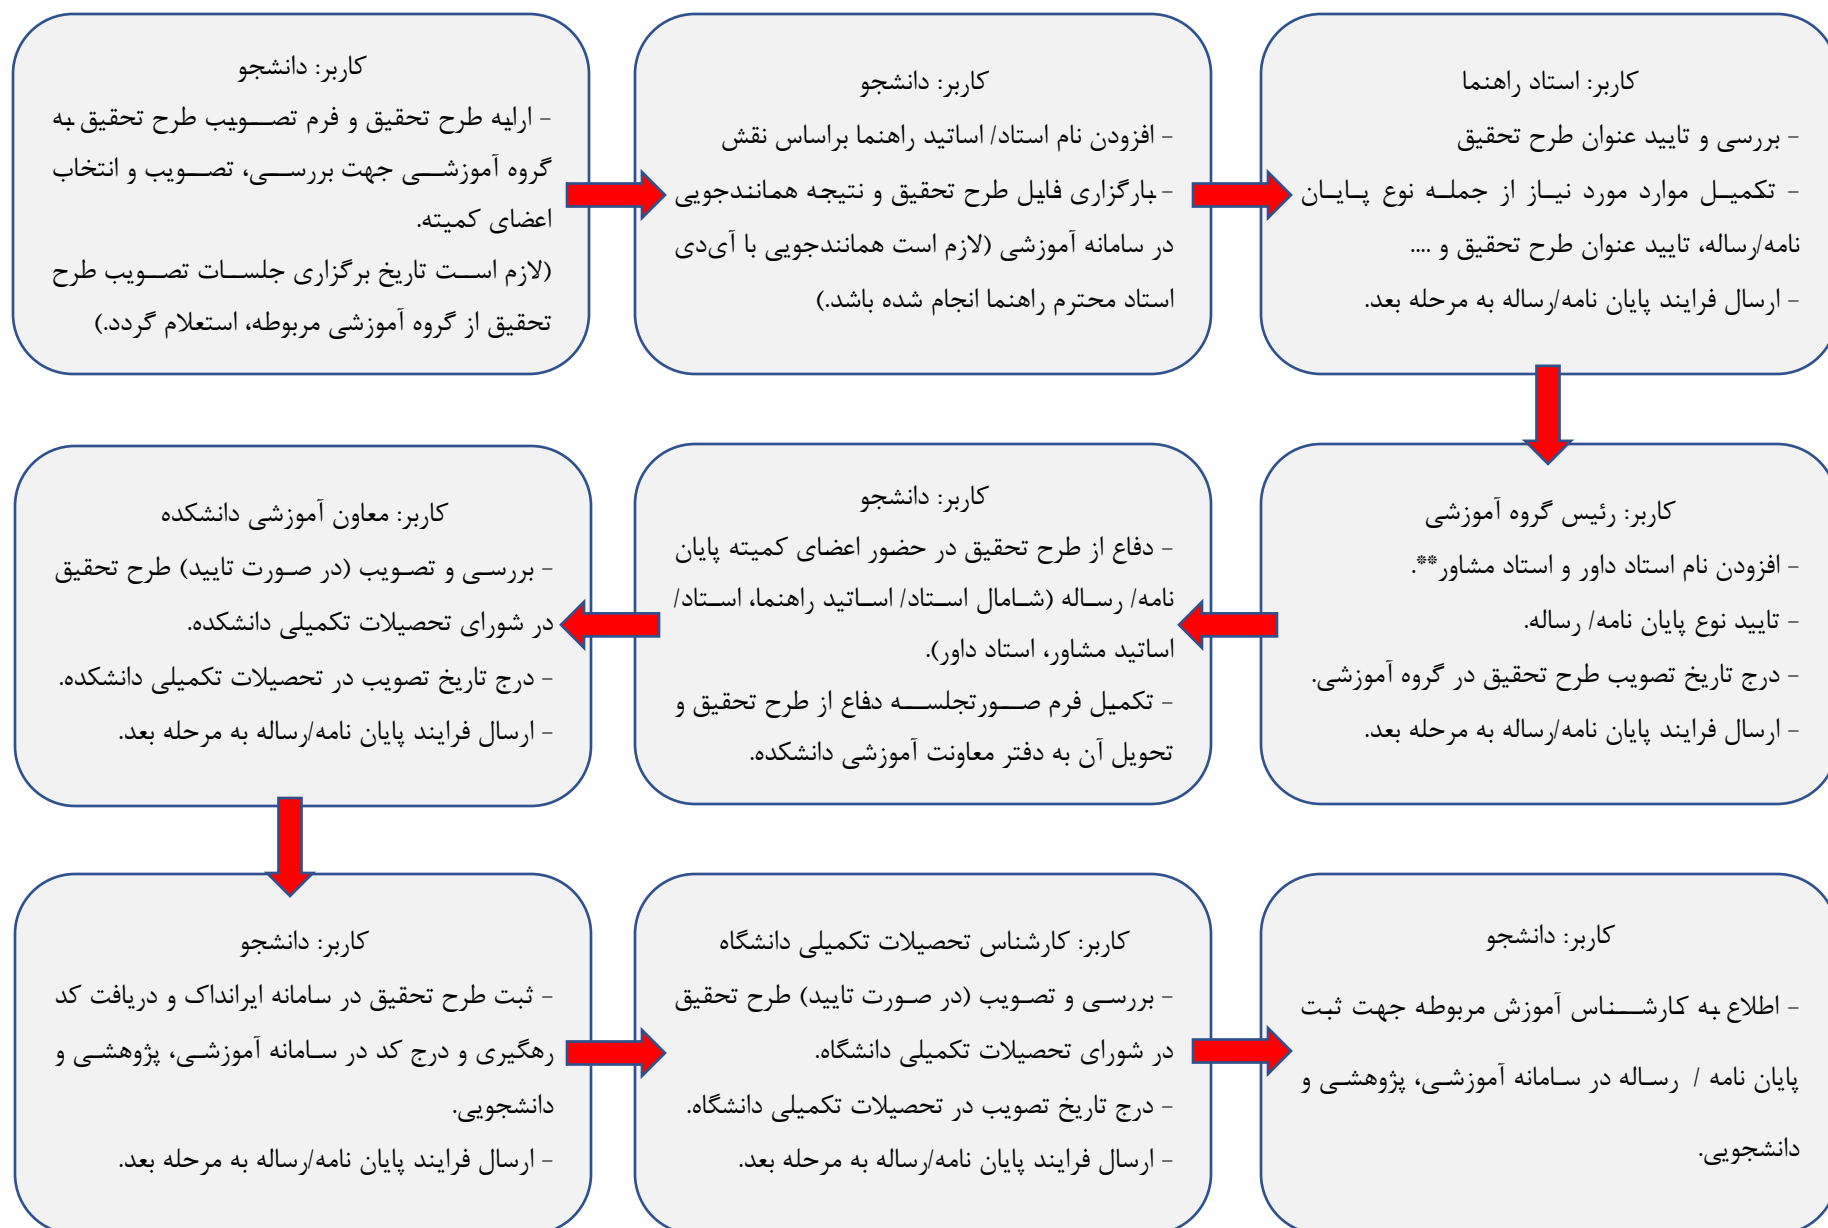 کاربر: دانشجو
- ارایه طرح تحقیق و فرم تصویب طرح تحقیق به
گروه آموزشی جهت بررسی، تصویب و انتخاب
اعضای کمیته.
(لازم است تاریخ برگزاری جلسات تصویب طرح
تحقیق از گروه آموزشی مربوطه، استعلام گردد.)
کاربر: دانشجو
- افزودن نام استاد/ اساتید راهنما براساس نقش
- بارگزاری فایل طرح تحقیق و نتیجه همانندجویی
در سامانه آموزشی (لازم است همانندجویی با آی‌دی
استاد محترم راهنما انجام شده باشد.)
کاربر: استاد راهنما
- بررسی و تایید عنوان طرح تحقیق
- تکمیل موارد مورد نیاز از جمله نوع پایان
نامه/رساله، تایید عنوان طرح تحقیق و ....
- ارسال فرایند پایان نامه/رساله به مرحله بعد.
کاربر: رئیس گروه آموزشی
- افزودن نام استاد داور و استاد مشاور**.
- تایید نوع پایان نامه/ رساله.
- درج تاریخ تصویب طرح تحقیق در گروه آموزشی.
- ارسال فرایند پایان نامه/رساله به مرحله بعد.
کاربر: دانشجو
- دفاع از طرح تحقیق در حضور اعضای کمیته پایان
نامه/ رساله (شامال استاد/ اساتید راهنما، استاد/
اساتید مشاور، استاد داور).
- تکمیل فرم صورتجلسه دفاع از طرح تحقیق و
تحویل آن به دفتر معاونت آموزشی دانشکده.
کاربر: معاون آموزشی دانشکده
- بررسی و تصویب (در صورت تایید) طرح تحقیق
در شورای تحصیلات تکمیلی دانشکده.
- درج تاریخ تصویب در تحصیلات تکمیلی دانشکده.
- ارسال فرایند پایان نامه/رساله به مرحله بعد.
کاربر: دانشجو
- ثبت طرح تحقیق در سامانه ایرانداک و دریافت کد
رهگیری و درج کد در سامانه آموزشی، پژوهشی و
دانشجویی.
- ارسال فرایند پایان نامه/رساله به مرحله بعد.
کاربر: کارشناس تحصیلات تکمیلی دانشگاه
- بررسی و تصویب (در صورت تایید) طرح تحقیق
در شورای تحصیلات تکمیلی دانشگاه.
- درج تاریخ تصویب در تحصیلات تکمیلی دانشگاه.
- ارسال فرایند پایان نامه/رساله به مرحله بعد.
کاربر: دانشجو
- اطلاع به کارشناس آموزش مربوطه جهت ثبت
پایان نامه / رساله در سامانه آموزشی، پژوهشی و
دانشجویی.